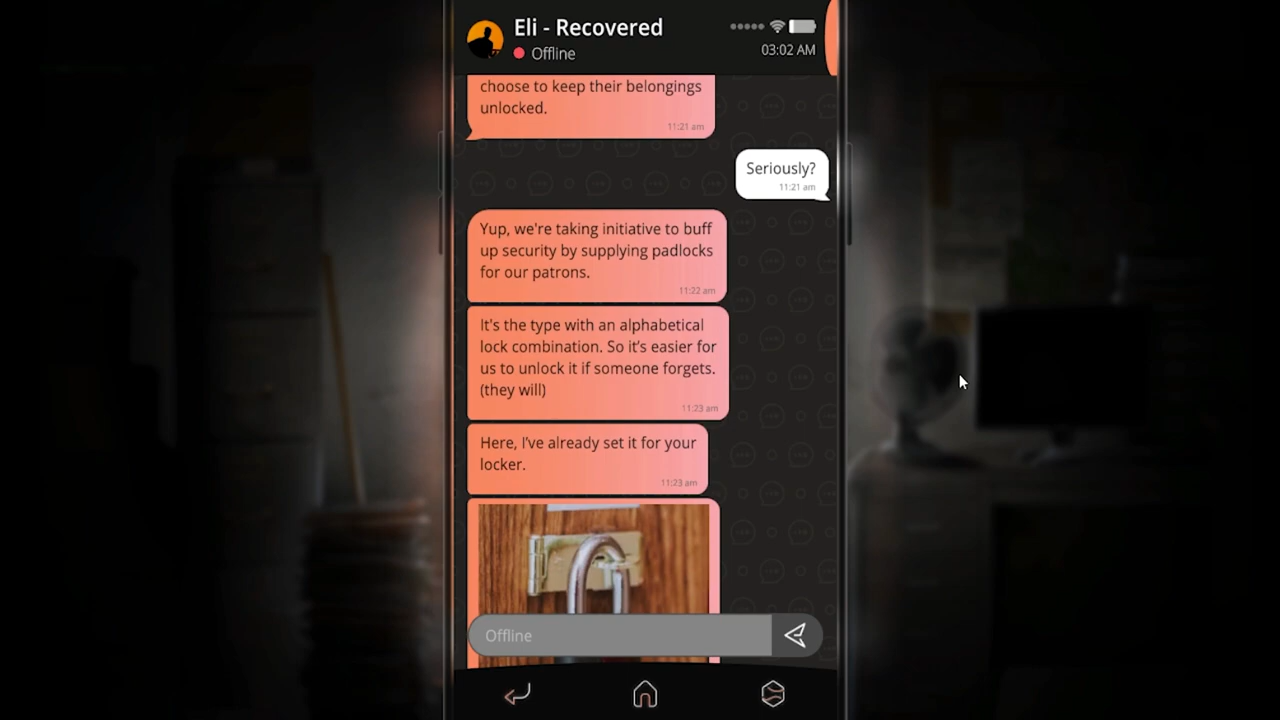 Eli - Recovered
Offline
03:02 AM
choose to keep their belongings
unlocked.
11:21 am
Seriously?
11:21 am
Yup, we're taking initiative to buff
up security by supplying padlocks
for our patrons.
11:22 am
It's the type with an alphabetical
lock combination. So it’s easier for
us to unlock it if someone forgets.
(they will)
11:23 am
Here, I’ve already set it for your
locker.
11:23 am
Offline